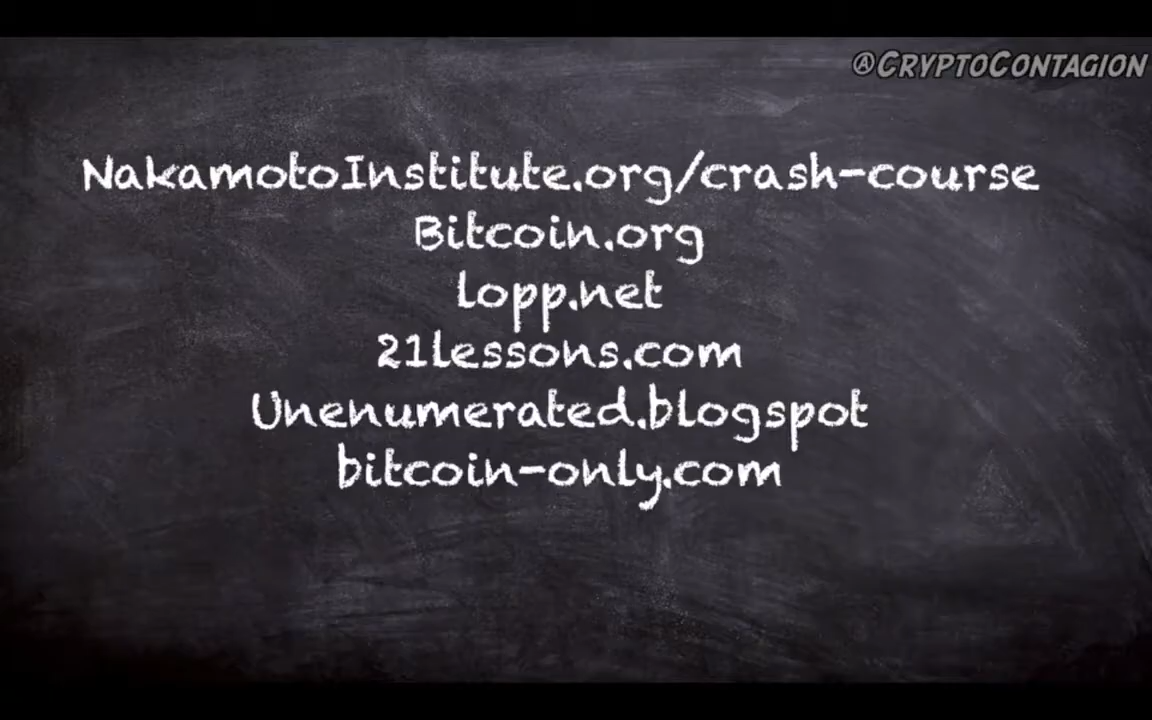 @CryptoContagion
NakamotoInstitute.org/crash-course
Bitcoin.org
lopp.net
21lessons.com
Unenumerated.blogspot
bitcoin-only.com